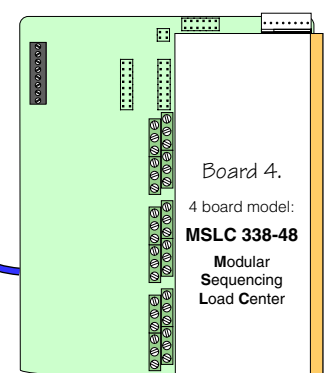 Board 4.
4 board model:
MSLC 338-48
Modular
Sequencing
Load Center